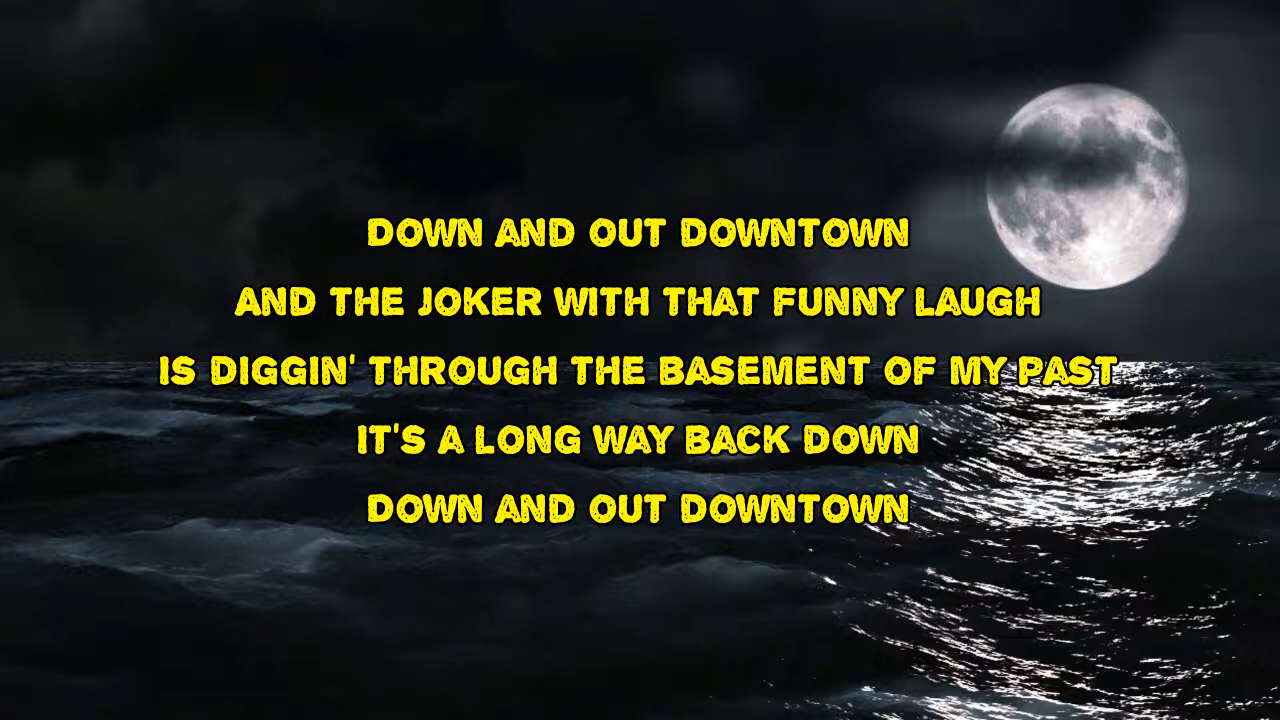 DOWN AND OUT DOWNTOWN
AND THE JOKER WITH THAT FUNNY LAUGH
IS DIGGIN' THROUGH THE BASEMENT OF MY PAST
IT'S A LONG WAY BACK DOWN
DOWN AND OUT DOWNTOWN